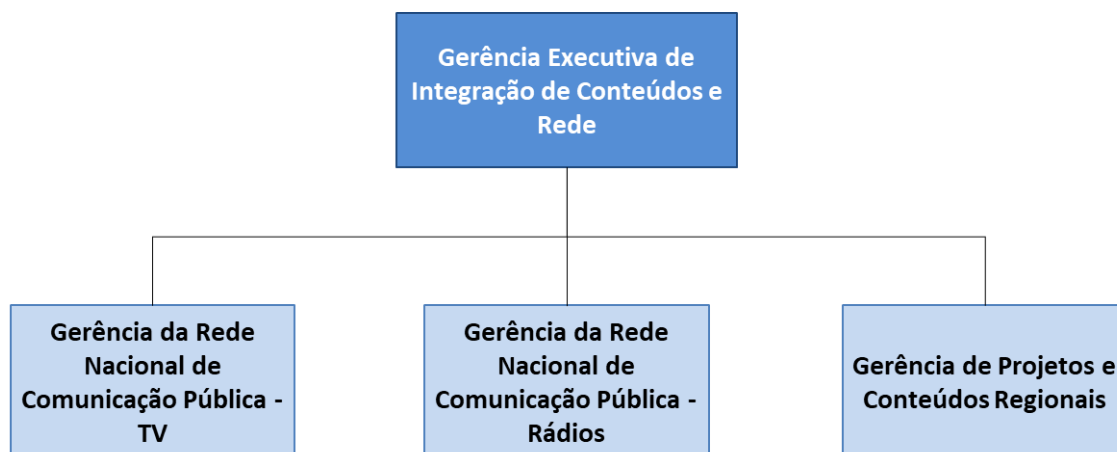 Gerência Executiva de
Integração de Conteúdos e
Rede
Gerência da Rede
Nacional de
Comunicação Pública -
TV
Gerência da Rede
Nacional de
Comunicação Pública -
Rádios
Gerência de Projetos e
Conteúdos Regionais